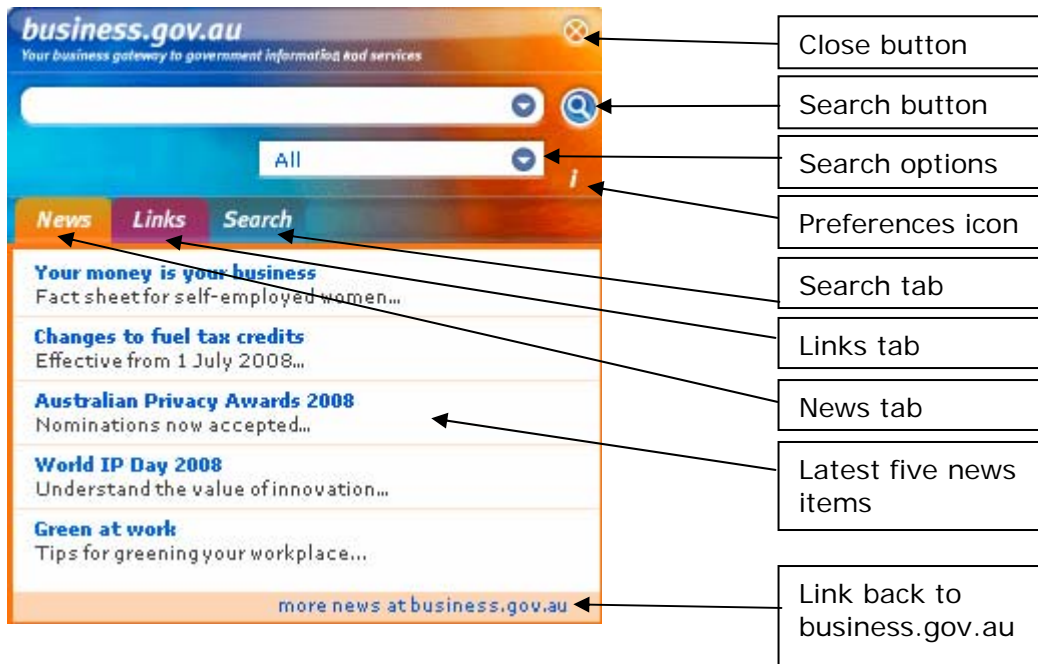 business.gov.au
Your business gateway to government information and services
Close button
Search button
All
Search options
i
Preferences icon
News Links Search
Search tab
Links tab
News tab
Your money is your business
Fact sheet for self-employed women...
Changes to fuel tax credits
Effective from 1 July 2008...
Australian Privacy Awards 2008
Nominations now accepted...
World IP Day 2008
Understand the value of innovation...
Green at work
Tips for greening your workplace...
Latest five news
items
more news at business.gov.au
Link back to
business.gov.au